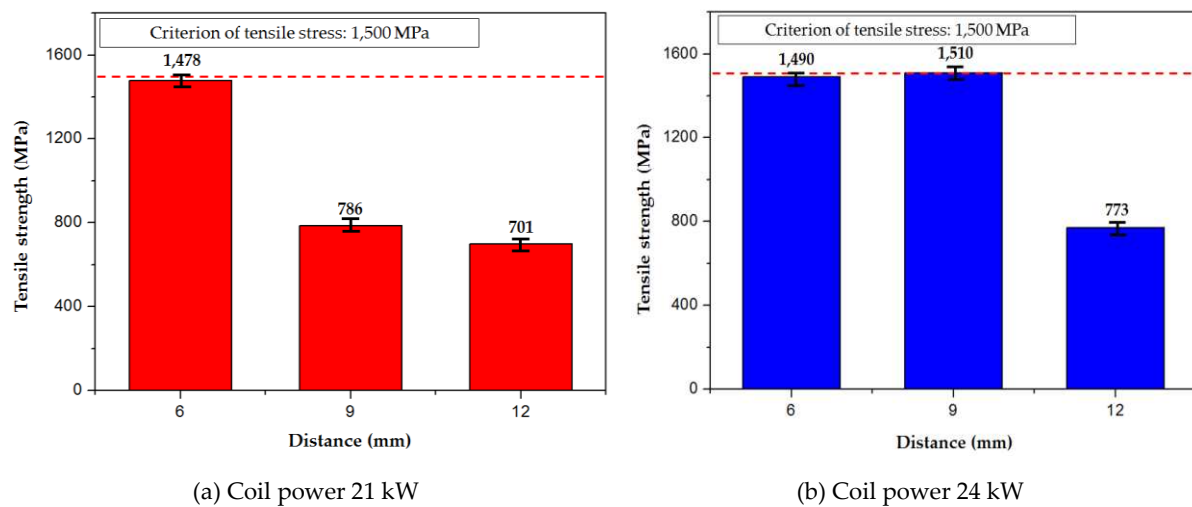 Criterion of tensile stress: 1,500 MPa
1600
1200
800
400
0
Tensile strength (MPa)
1,478
786
701
6
9
12
Distance (mm)
(a) Coil power 21 kW
Criterion of tensile stress: 1,500 MPa
1600
1200
800
400
0
Tensile strength (MPa)
1,490
1,510
773
6
9
12
Distance (mm)
(b) Coil power 24 kW